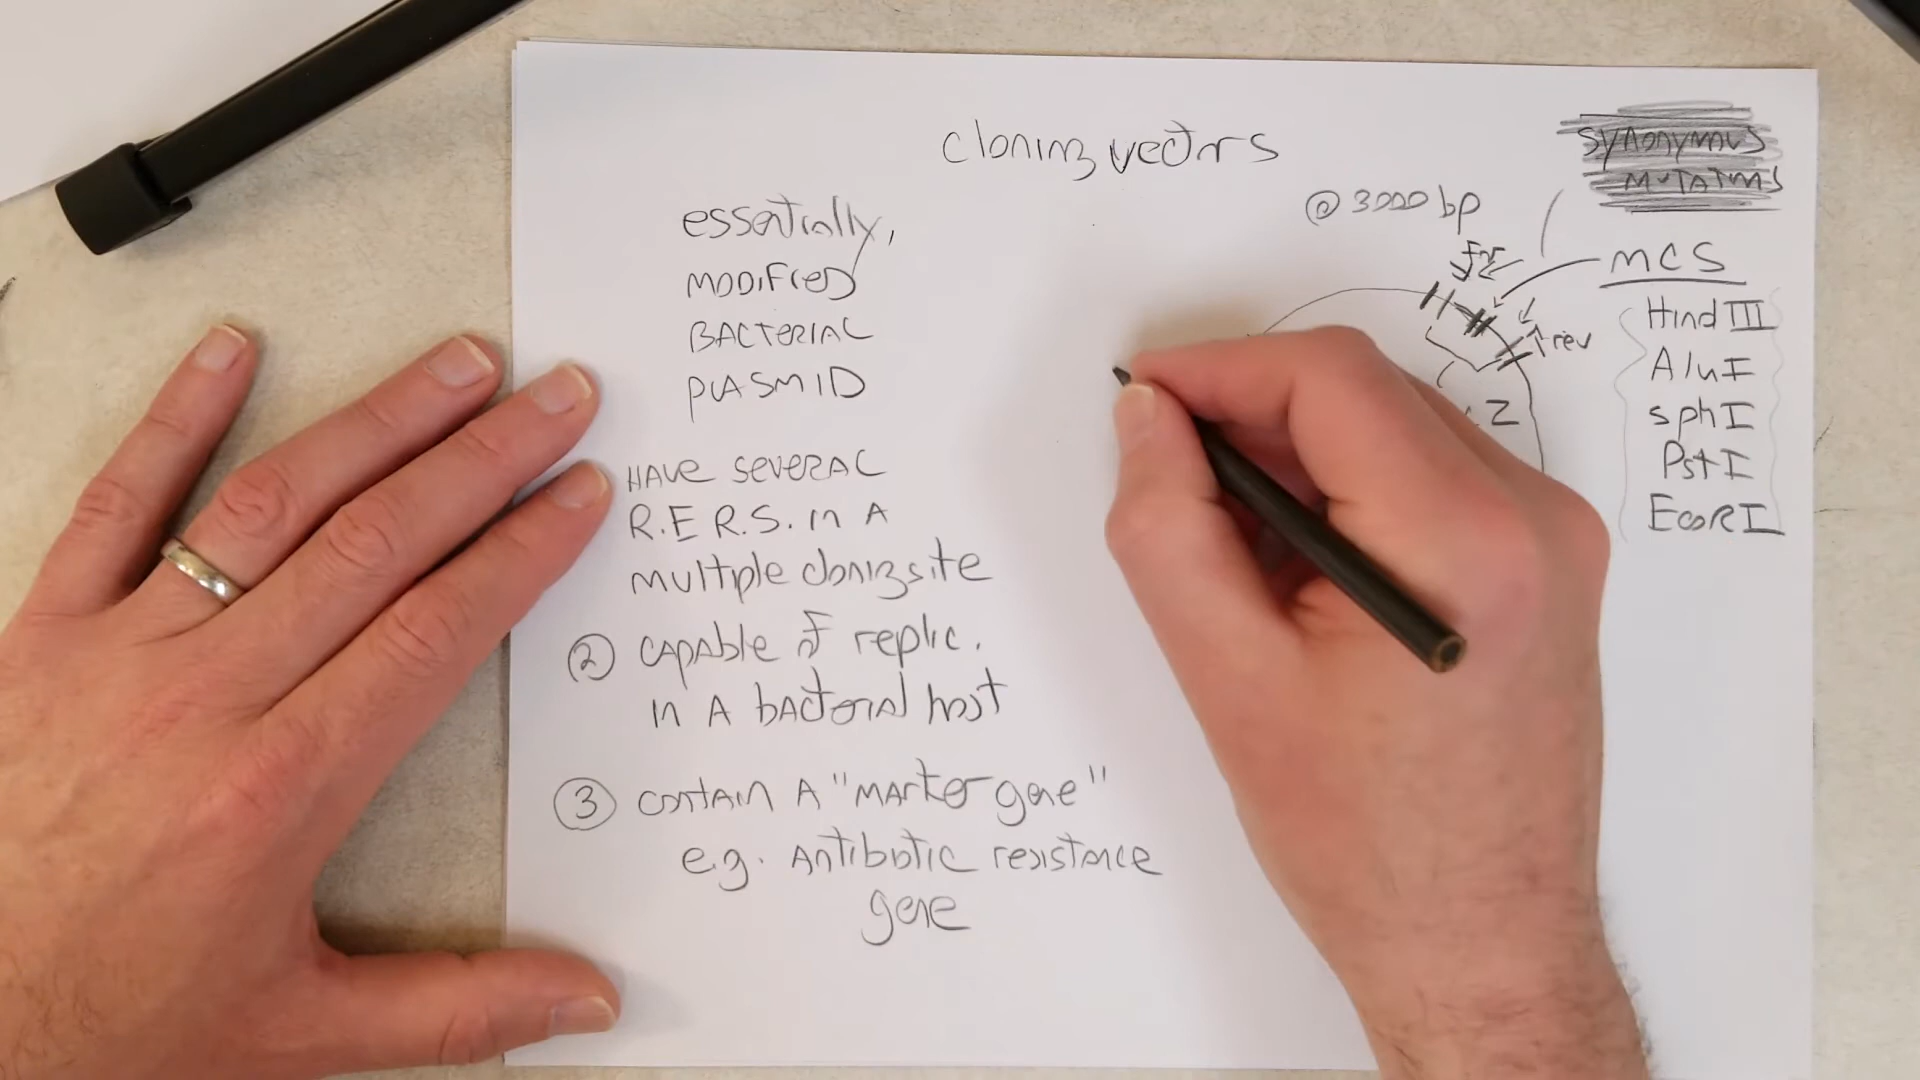 cloning vectors
essentially,
MODIFIED
BACTERIAL
PLASMID
HAVE SEVERAL
R.E.R.S. in A
multiple cloning site
② capable of replic.
in A bacterial host
③ contain A "marker gene"
e.g. Antibiotic resistance
gene
SYNONYMOUS
MUTATIONS
@ 3000 bp
for
MCS
rev
Z
Hind III
Alu I
sph I
Pst I
EcoR I